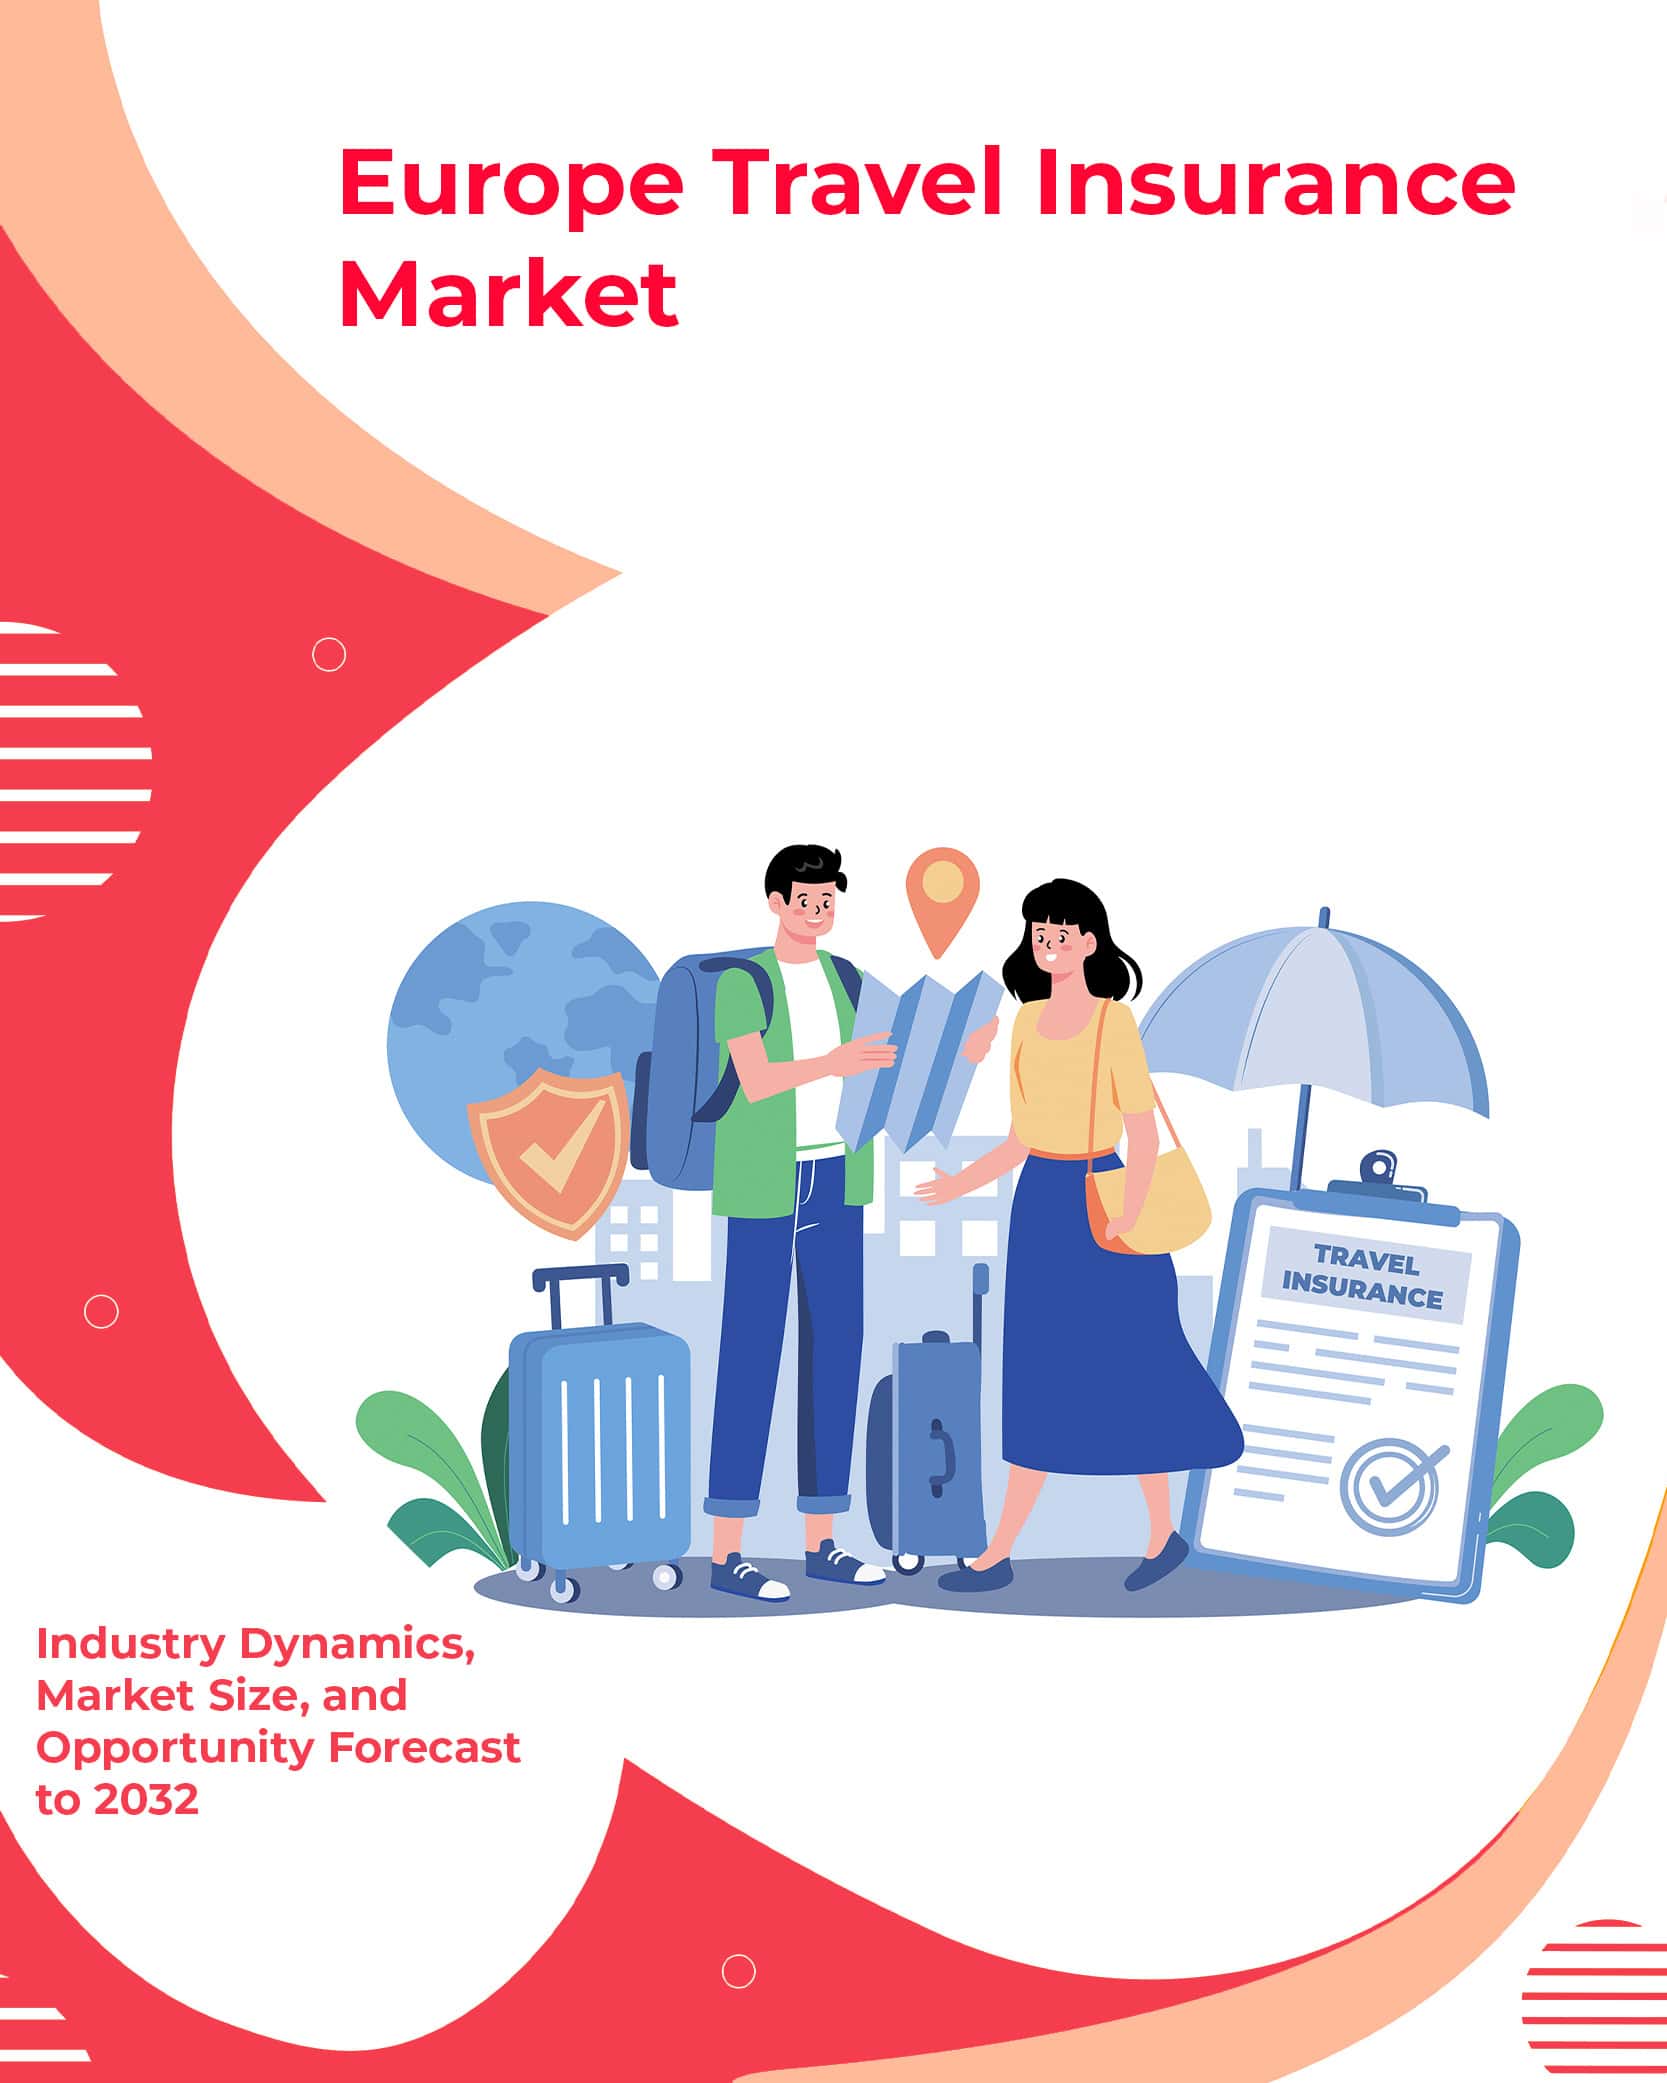 Europe Travel Insurance
Market
TRAVEL
INSURANCE
Industry Dynamics,
Market Size, and
Opportunity Forecast
to 2032